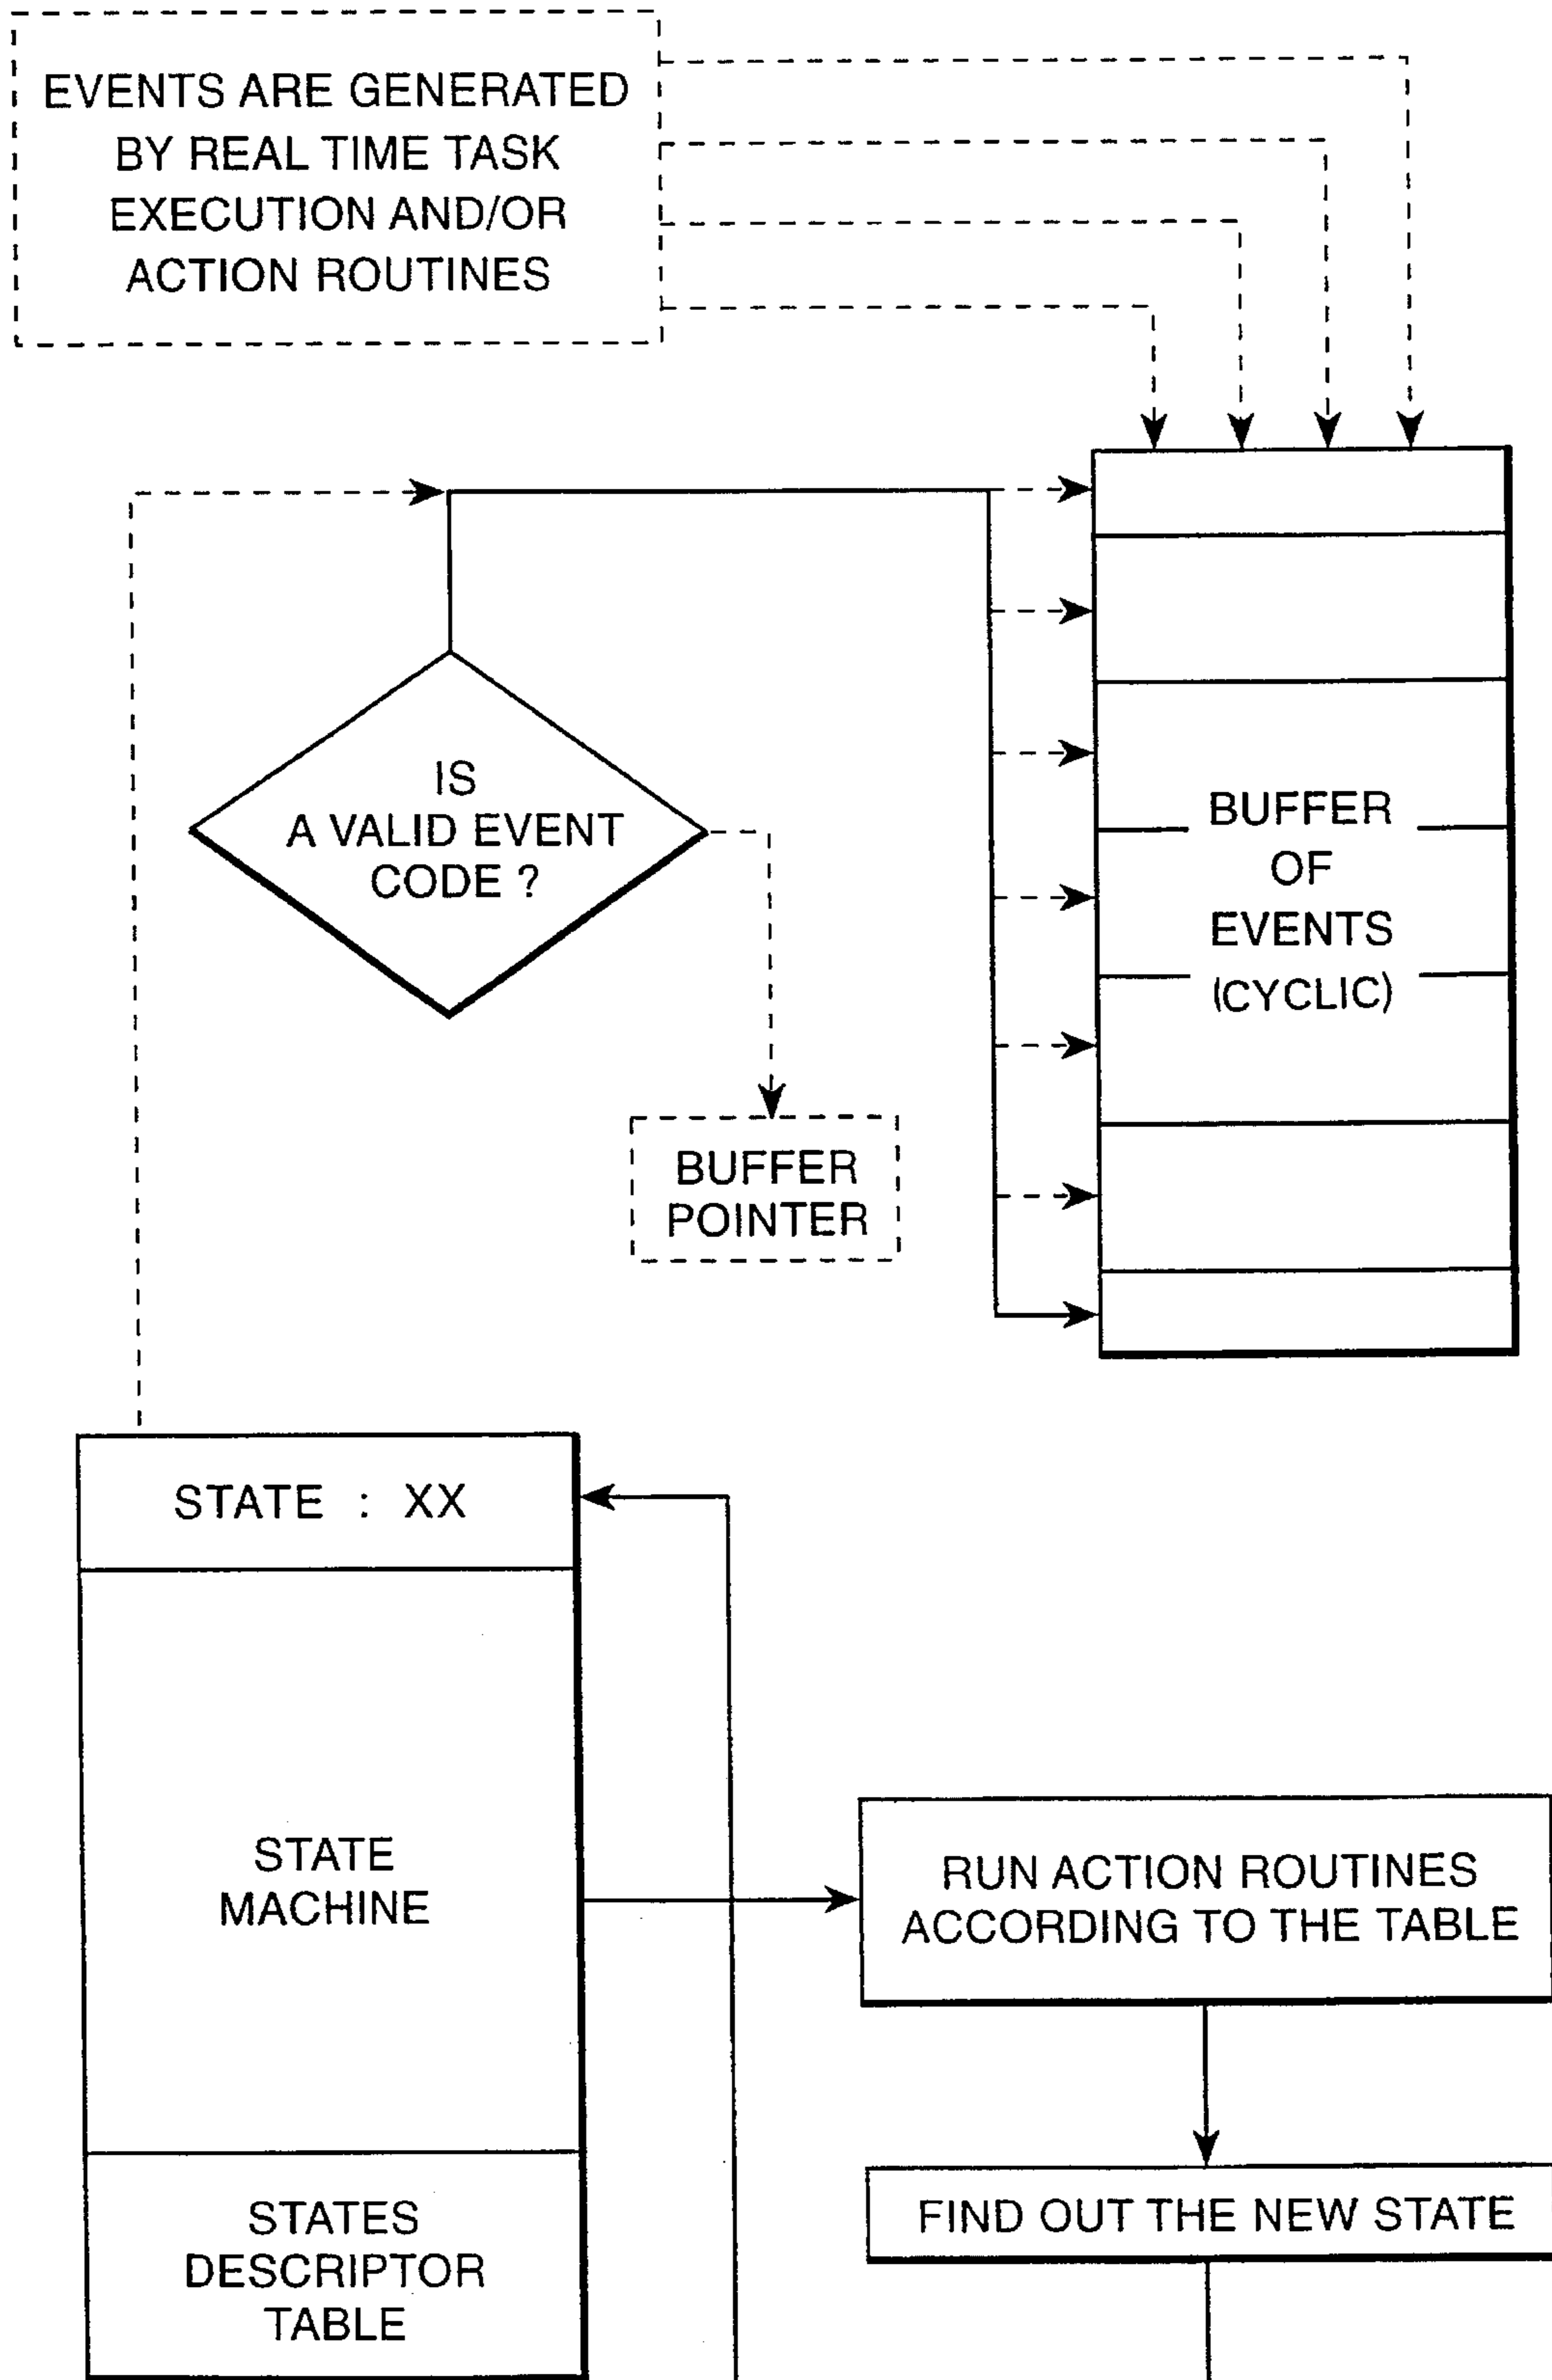 EVENTS ARE GENERATED
BY REAL TIME TASK
EXECUTION AND/OR
ACTION ROUTINES
IS
A VALID EVENT
CODE ?
BUFFER
OF
EVENTS
(CYCLIC)
BUFFER
POINTER
STATE : XX
STATE
MACHINE
RUN ACTION ROUTINES
ACCORDING TO THE TABLE
FIND OUT THE NEW STATE
STATES
DESCRIPTOR
TABLE